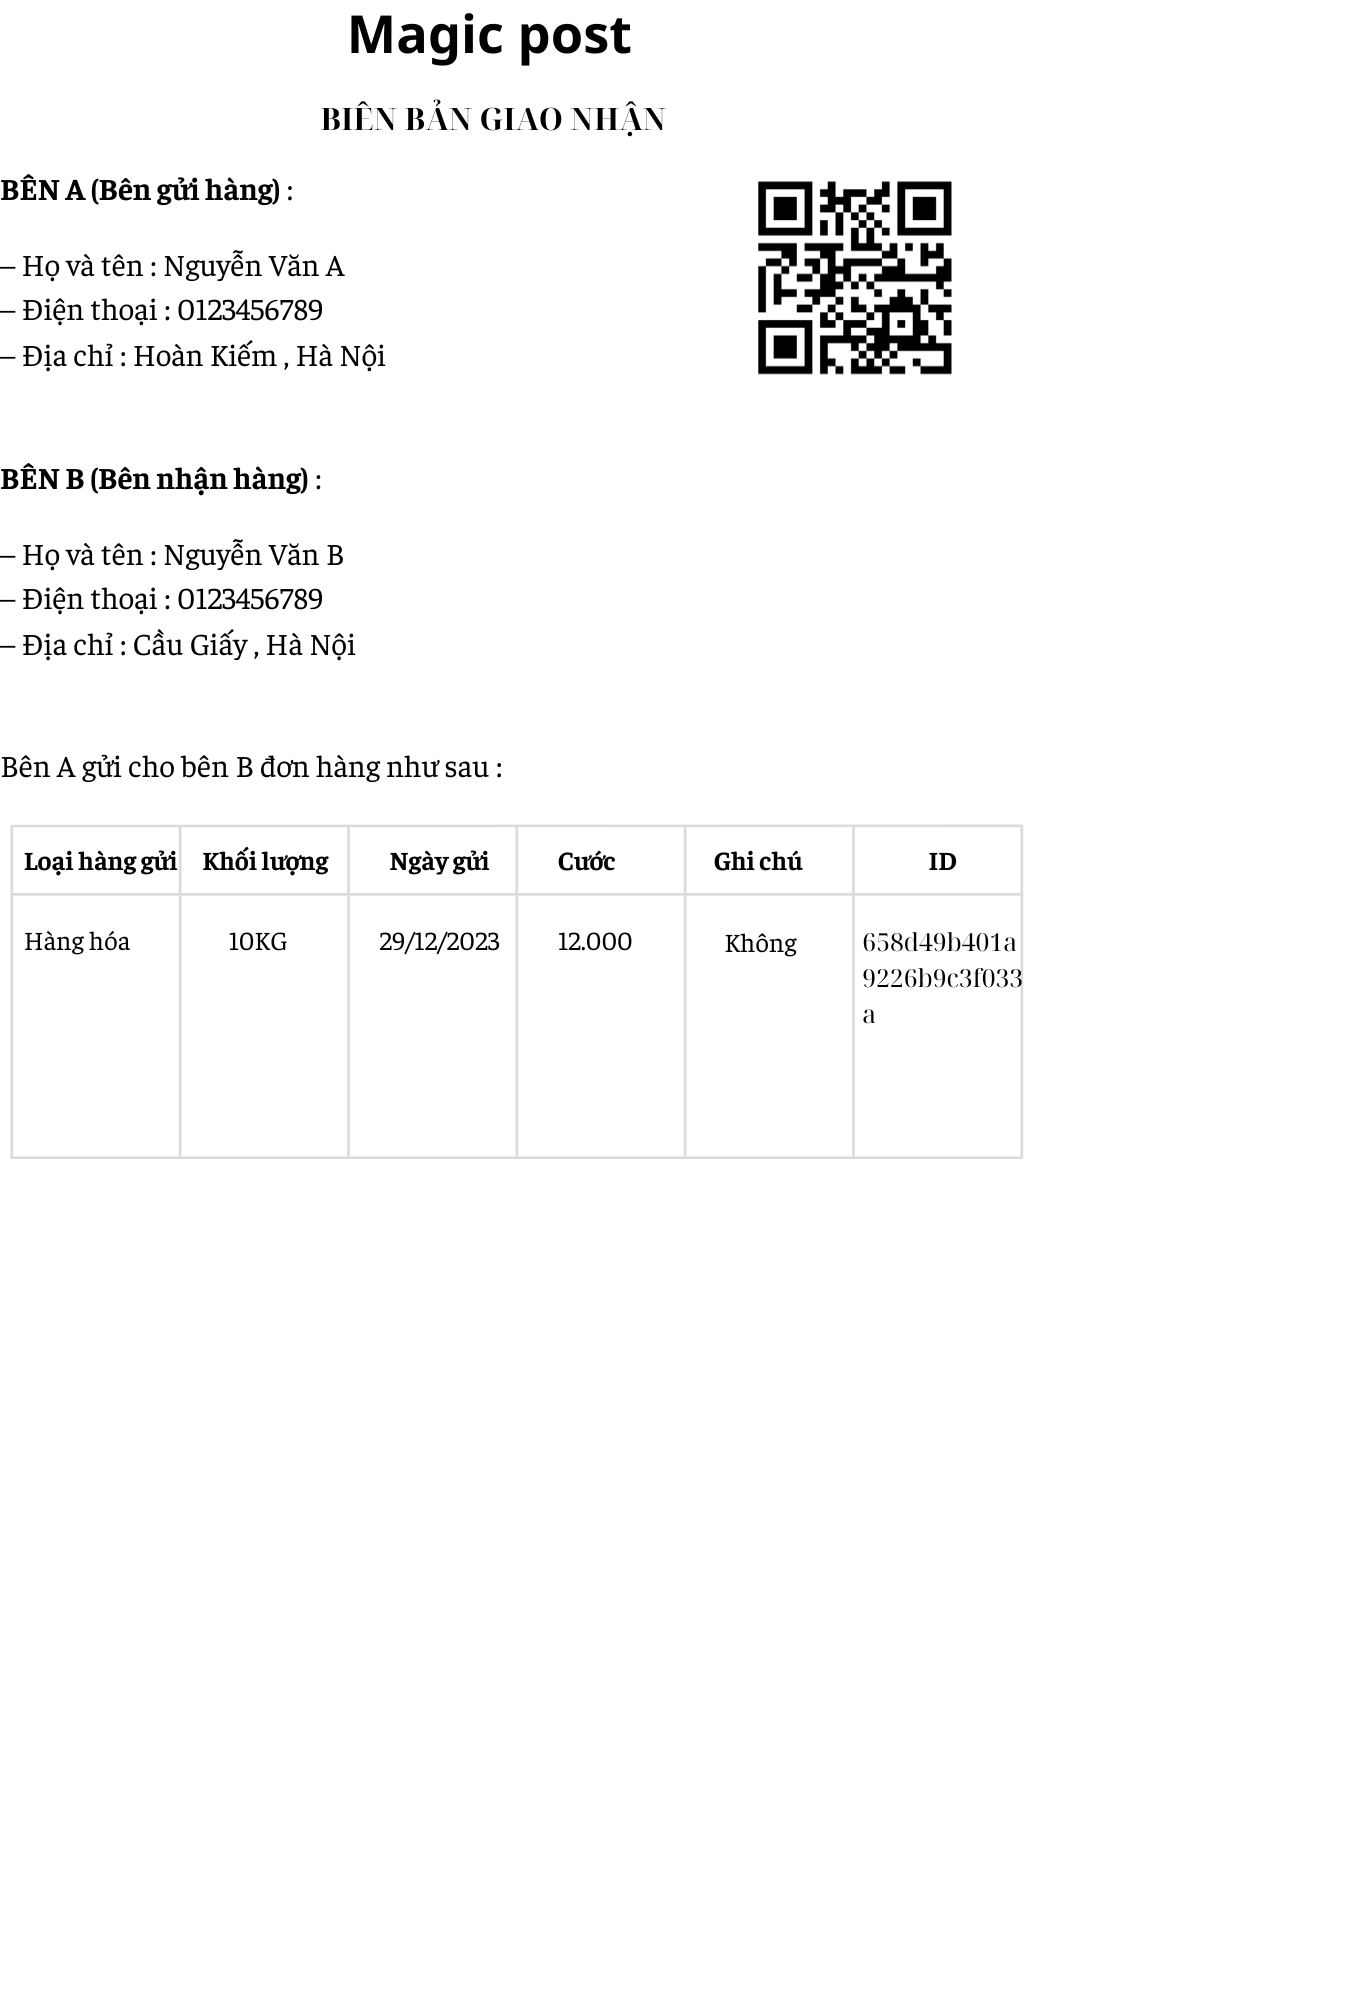 Magic post
BIÊN BẢN GIAO NHẬN
BÊN A (Bên gửi hàng) :
– Họ và tên : Nguyễn Văn A
– Điện thoại : 0123456789
– Địa chỉ : Hoàn Kiếm , Hà Nội
BÊN B (Bên nhận hàng) :
– Họ và tên : Nguyễn Văn B
– Điện thoại : 0123456789
– Địa chỉ : Cầu Giấy , Hà Nội
Bên A gửi cho bên B đơn hàng như sau :
Loại hàng gửi Khối lượng Ngày gửi Cước Ghi chú ID
Hàng hóa 10KG 29/12/2023 12.000 Không 658d49b401a
9226b9c3f033
a